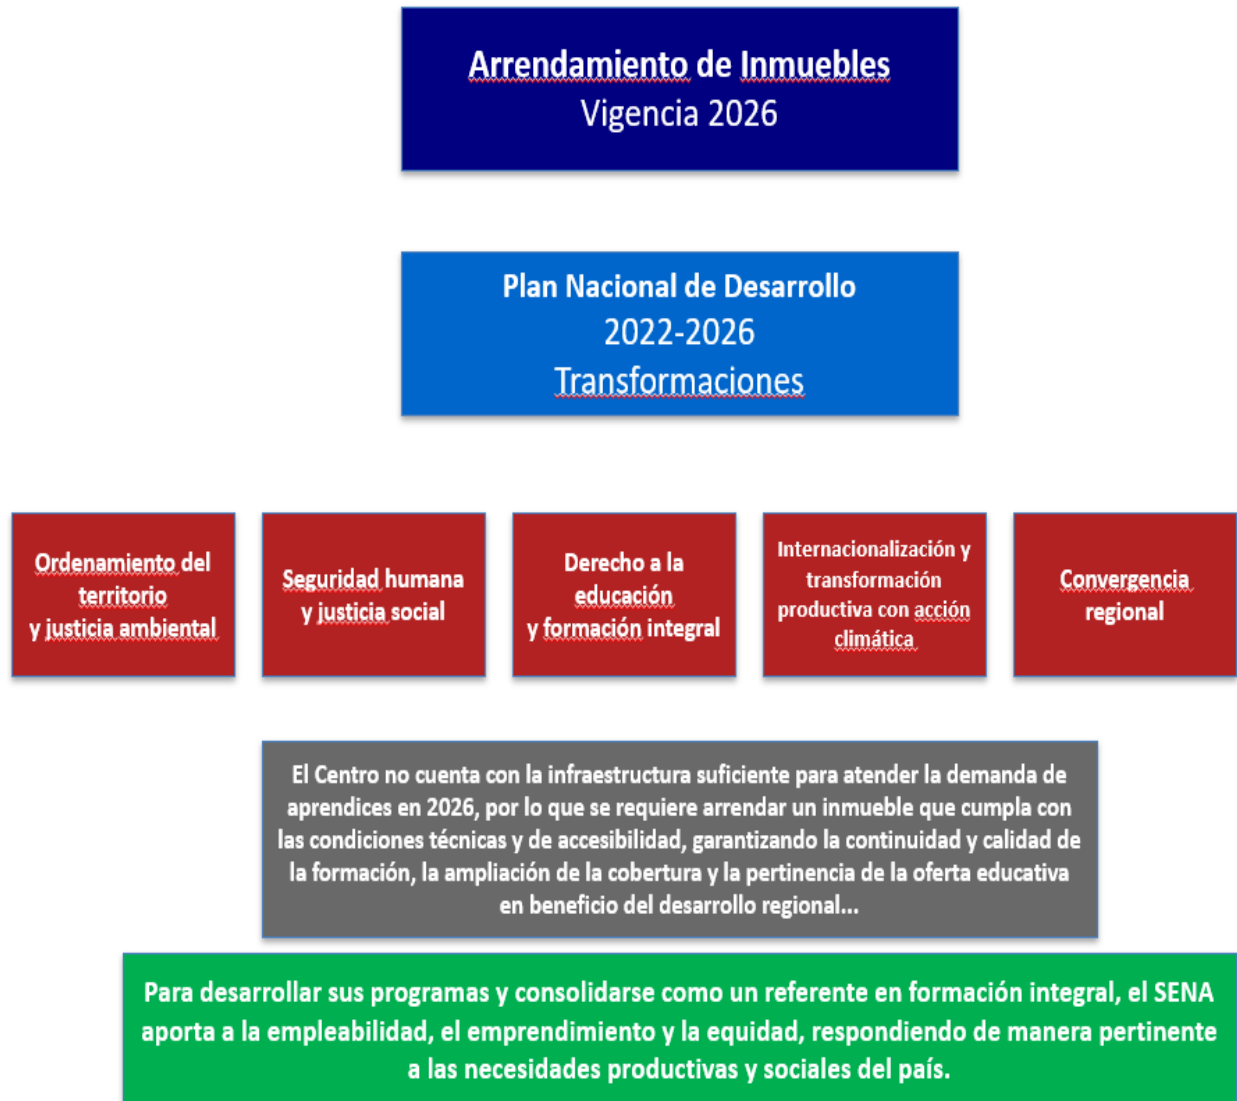 Arrendamiento de Inmuebles
Vigencia 2026
Plan Nacional de Desarrollo
2022-2026
Transformaciones
Ordenamiento del
territorio
y justicia ambiental
Seguridad humana
y justicia social
Derecho a la
educación
y formación integral
Internacionalización y
transformación
productiva con acción
climática
Convergencia
regional
El Centro no cuenta con la infraestructura suficiente para atender la demanda de
aprendices en 2026, por lo que se requiere arrendar un inmueble que cumpla con
las condiciones técnicas y de accesibilidad, garantizando la continuidad y calidad de
la formación, la ampliación de la cobertura y la pertinencia de la oferta educativa
en beneficio del desarrollo regional...
Para desarrollar sus programas y consolidarse como un referente en formación integral, el SENA
aporta a la empleabilidad, el emprendimiento y la equidad, respondiendo de manera pertinente
a las necesidades productivas y sociales del país.